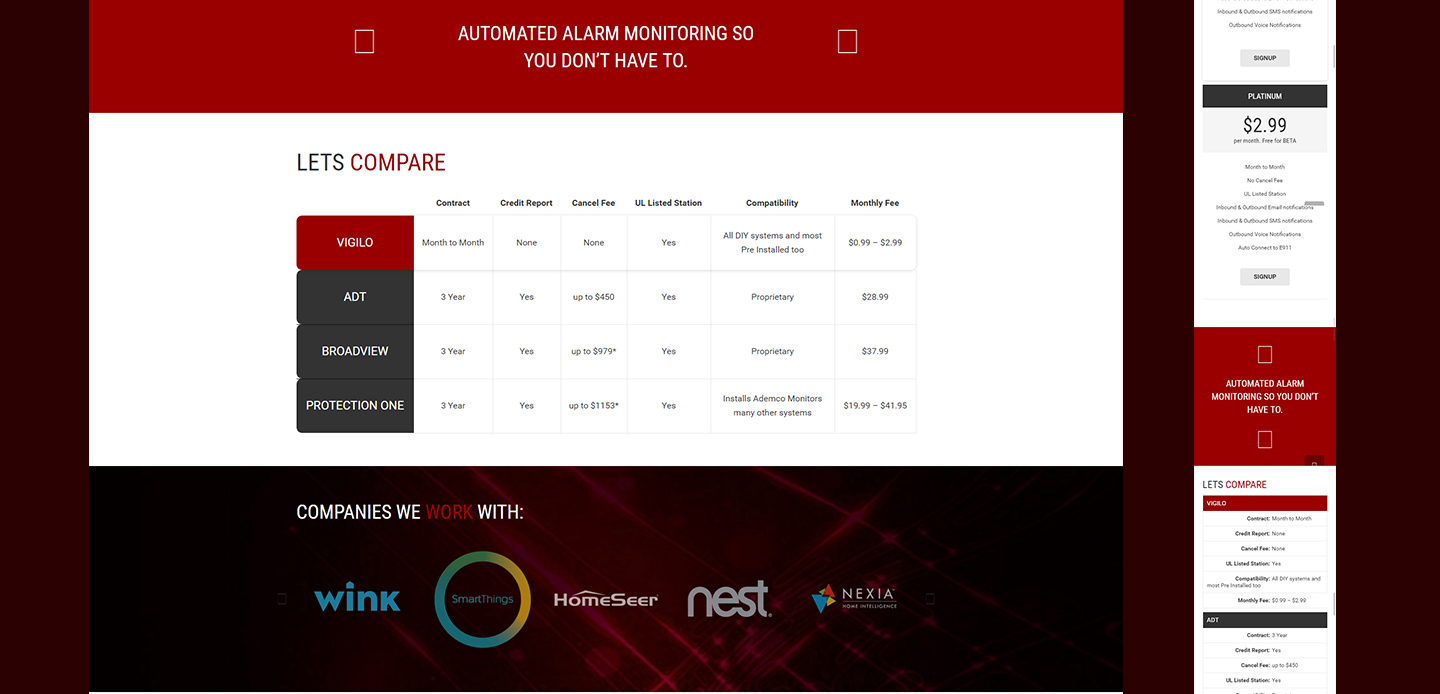 AUTOMATED ALARM MONITORING SO
YOU DON'T HAVE TO.
LETS COMPARE
Contract Credit Report Cancel Fee UL Listed Station Compatibility Monthly Fee
VIGILO Month to Month None None Yes All DIY systems and most Pre Installed too $0.99 – $2.99
ADT 3 Year Yes up to $450 Yes Proprietary $28.99
BROADVIEW 3 Year Yes up to $979* Yes Proprietary $37.99
PROTECTION ONE 3 Year Yes up to $1153* Yes Installs Ademco Monitors many other systems $19.99 – $41.95
COMPANIES WE WORK WITH:
wink SmartThings HOMESEER nest NEXIA
HOME INTELLIGENCE
Inbound & Outbound SMS notifications
Outbound Voice Notifications
SIGNUP
PLATINUM
$2.99
per month. Free for BETA
Month to Month
No Cancel Fee
UL Listed Station
Inbound & Outbound Email notifications
Inbound & Outbound SMS notifications
Outbound Voice Notifications
Auto Connect to E911
SIGNUP
AUTOMATED ALARM
MONITORING SO YOU DON'T
HAVE TO.
LETS COMPARE
VIGILO
Contract: Month to Month
Credit Report: None
Cancel Fee: None
UL Listed Station: Yes
Compatibility: All DIY systems and
most Pre Installed too
Monthly Fee: $0.99 – $2.99
ADT
Contract: 3 Year
Credit Report: Yes
Cancel Fee: up to $450
UL Listed Station: Yes